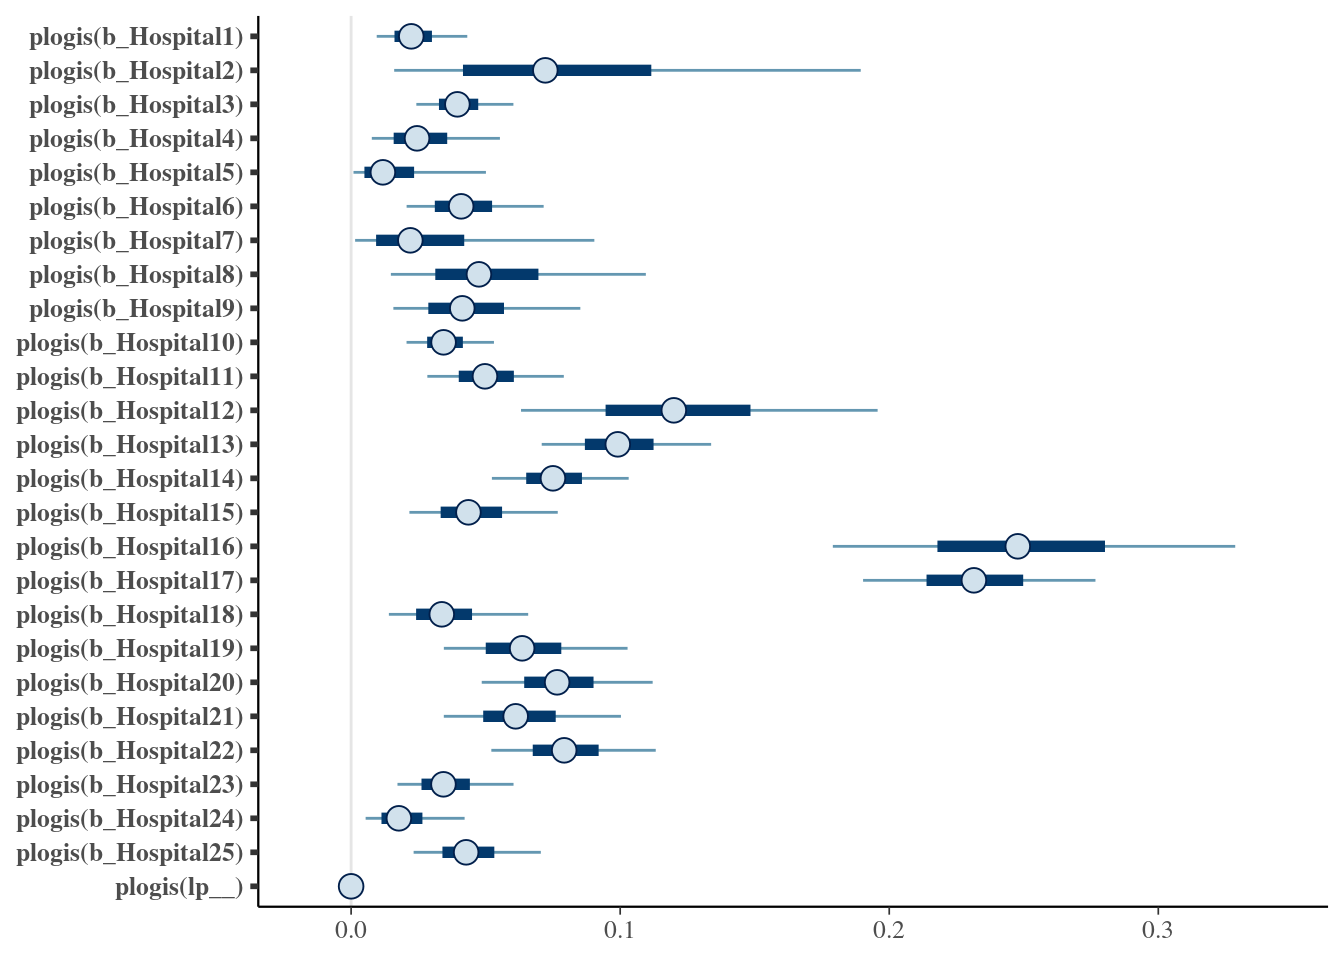 plogis(b_Hospital1)
plogis(b_Hospital2)
plogis(b_Hospital3)
plogis(b_Hospital4)
plogis(b_Hospital5)
plogis(b_Hospital6)
plogis(b_Hospital7)
plogis(b_Hospital8)
plogis(b_Hospital9)
plogis(b_Hospital10)
plogis(b_Hospital11)
plogis(b_Hospital12)
plogis(b_Hospital13)
plogis(b_Hospital14)
plogis(b_Hospital15)
plogis(b_Hospital16)
plogis(b_Hospital17)
plogis(b_Hospital18)
plogis(b_Hospital19)
plogis(b_Hospital20)
plogis(b_Hospital21)
plogis(b_Hospital22)
plogis(b_Hospital23)
plogis(b_Hospital24)
plogis(b_Hospital25)
plogis(lp__)
0.0 0.1 0.2 0.3